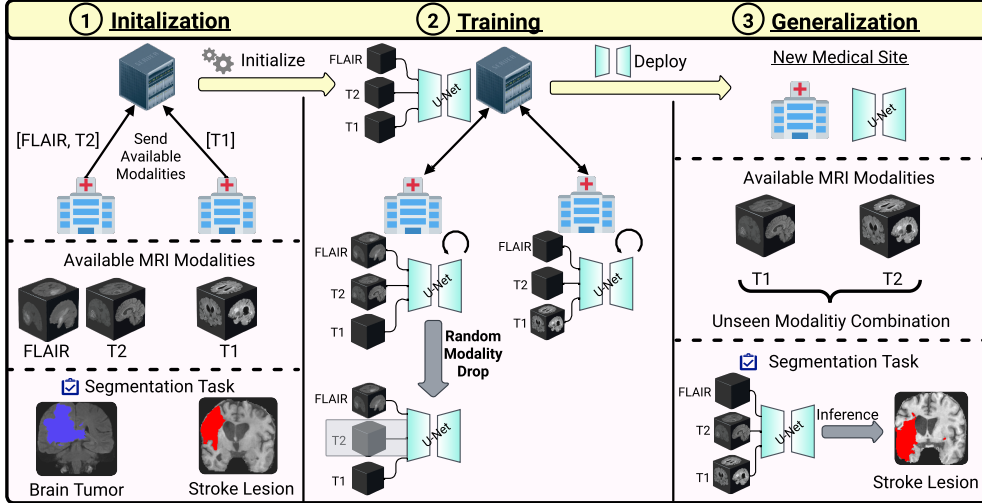 1 Initalization
Initialize
[FLAIR, T2]
Send
Available
Modalities
[T1]
Available MRI Modalities
FLAIR
T2
T1
Segmentation Task
Brain Tumor
Stroke Lesion
2 Training
FLAIR
T2
T1
U-Net
Deploy
FLAIR
T2
T1
U-Net
FLAIR
T2
T1
U-Net
Random
Modality
Drop
FLAIR
T2
T1
U-Net
3 Generalization
New Medical Site
U-Net
Available MRI Modalities
T1
T2
Unseen Modalitiy Combination
Segmentation Task
FLAIR
T2
T1
U-Net
Inference
Stroke Lesion